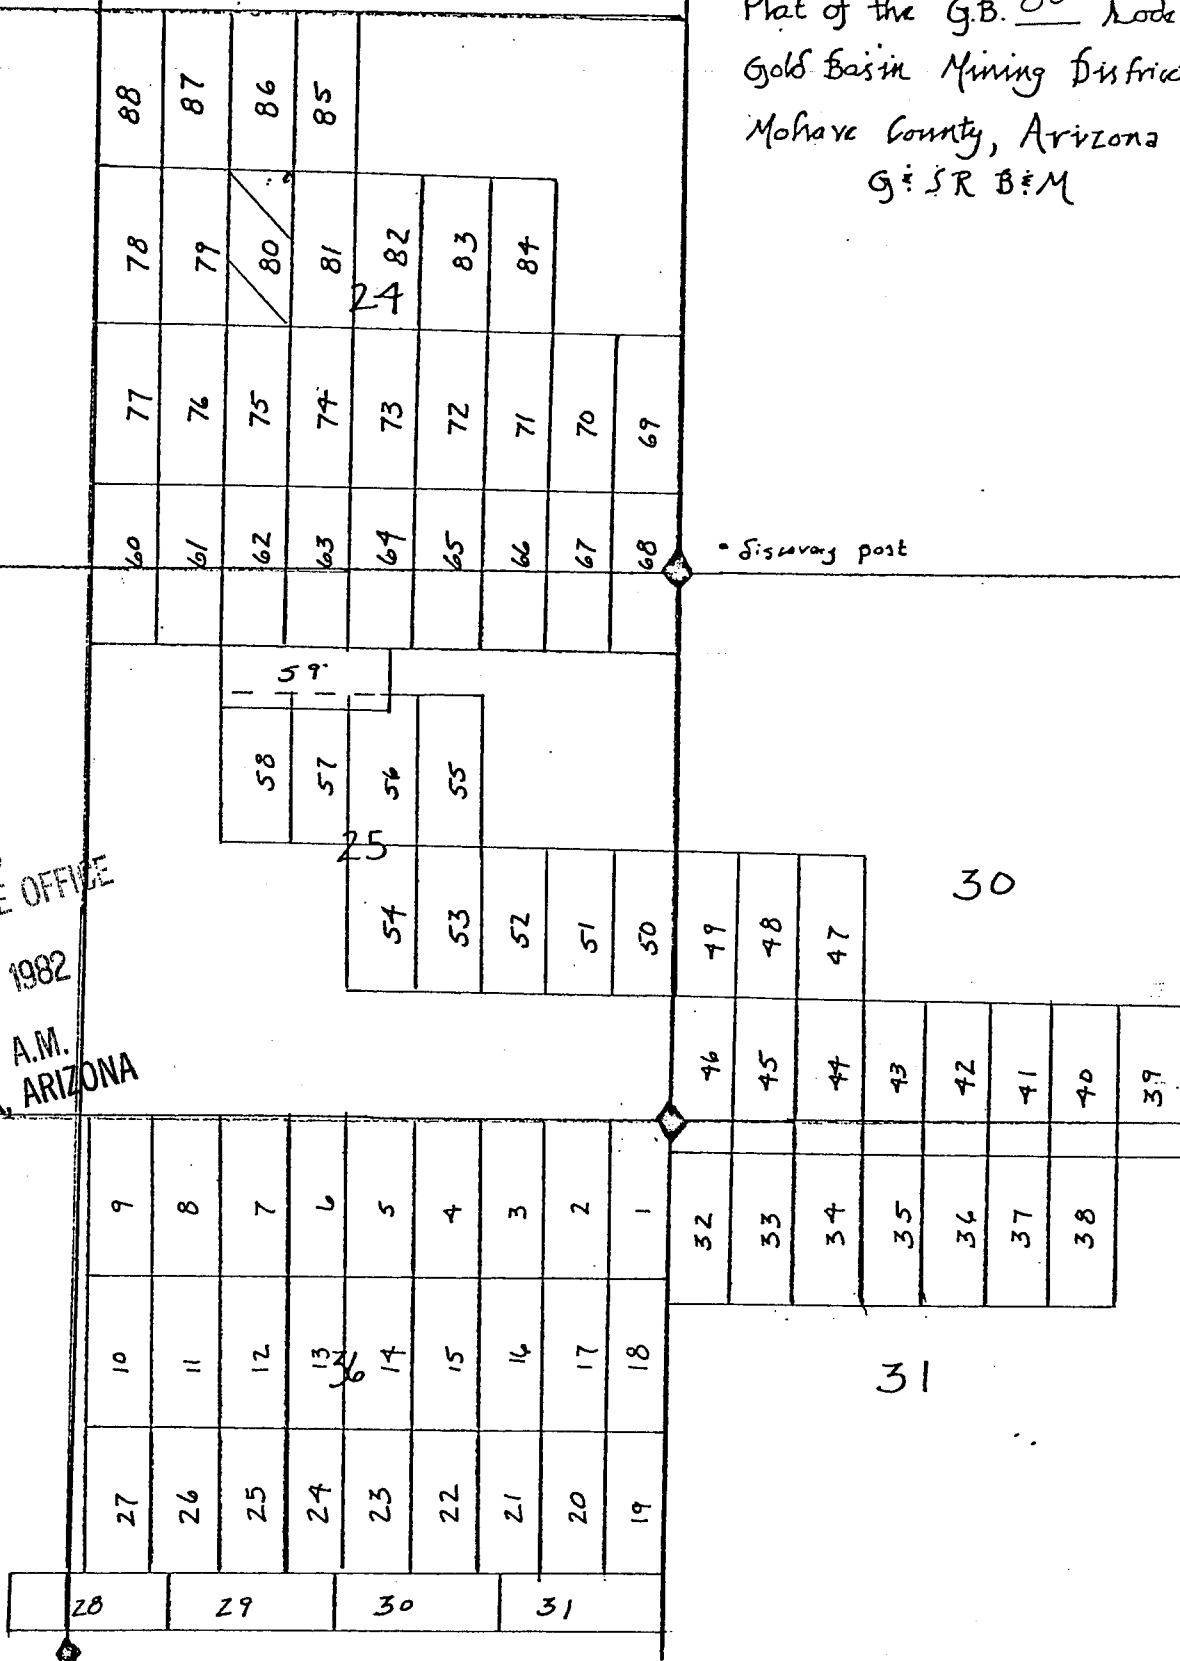 Plat of the G.B. Lode
Gold Basin Mining Distric
Mohave County, Arizona
G & S R B & M
88 87 86 85
78 79 80 81 82 83 84
24
77 76 75 74 73 72 71 70 69
60 61 62 63 64 65 66 67 68
• discovery post
59
58 57 56 55
25
30
54 53 52 51 50 49 48 47
OFFICE
1982
A.M.
ARIZONA
46 45 44 43 42 41 40 39
9 8 7 6 5 4 3 2 1
32 33 34 35 36 37 38
10 11 12 13 14 15 16 17 18
36
31
27 26 25 24 23 22 21 20 19
28 29 30 31